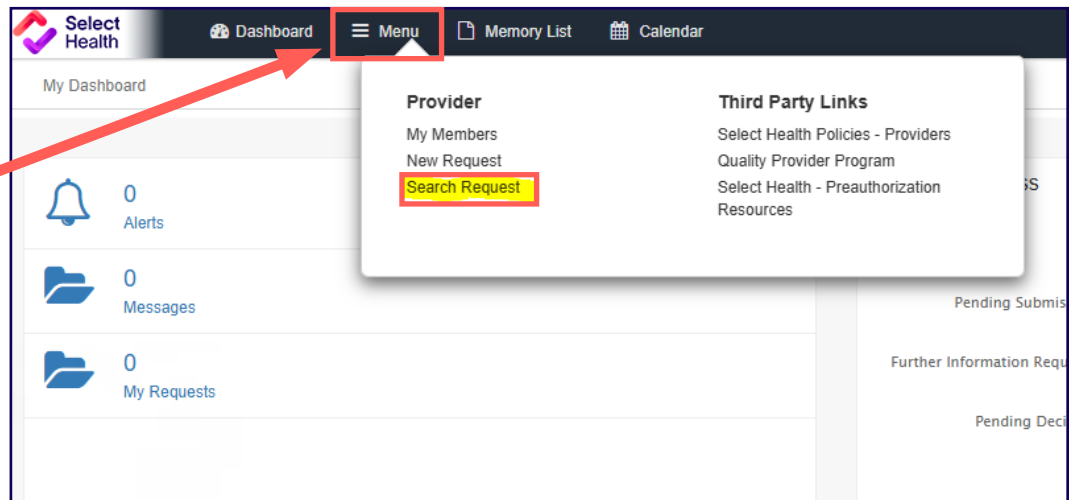 Select
Health
Dashboard
Menu
Memory List
Calendar
My Dashboard
Provider
My Members
New Request
Search Request
Third Party Links
Select Health Policies - Providers
Quality Provider Program
Select Health - Preauthorization
Resources
0
Alerts
0
Messages
0
My Requests
SS
Pending Submis
Further Information Requ
Pending Deci